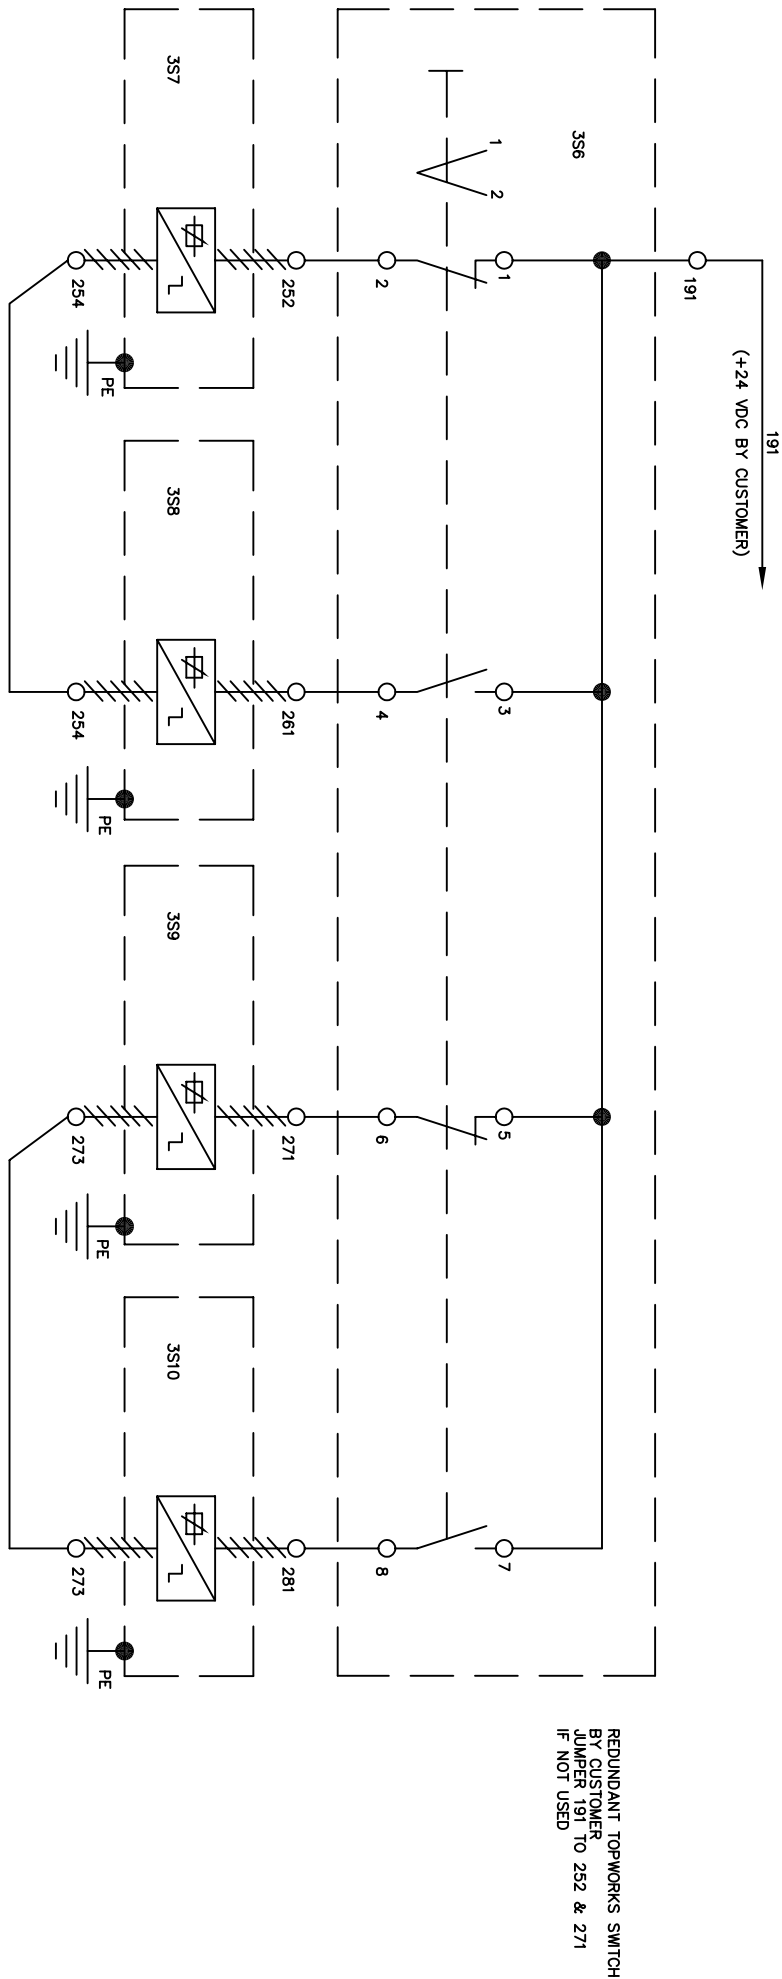 191
(+24 VDC BY CUSTOMER)
191
3S6
1
2
1
2
3
4
5
6
7
8
252
261
271
281
3S7
3S8
3S9
3S10
254
254
273
273
PE
PE
PE
PE
REDUNDANT TOPWORKS SWITCH
BY CUSTOMER
JUMPER 191 TO 252 & 271
IF NOT USED